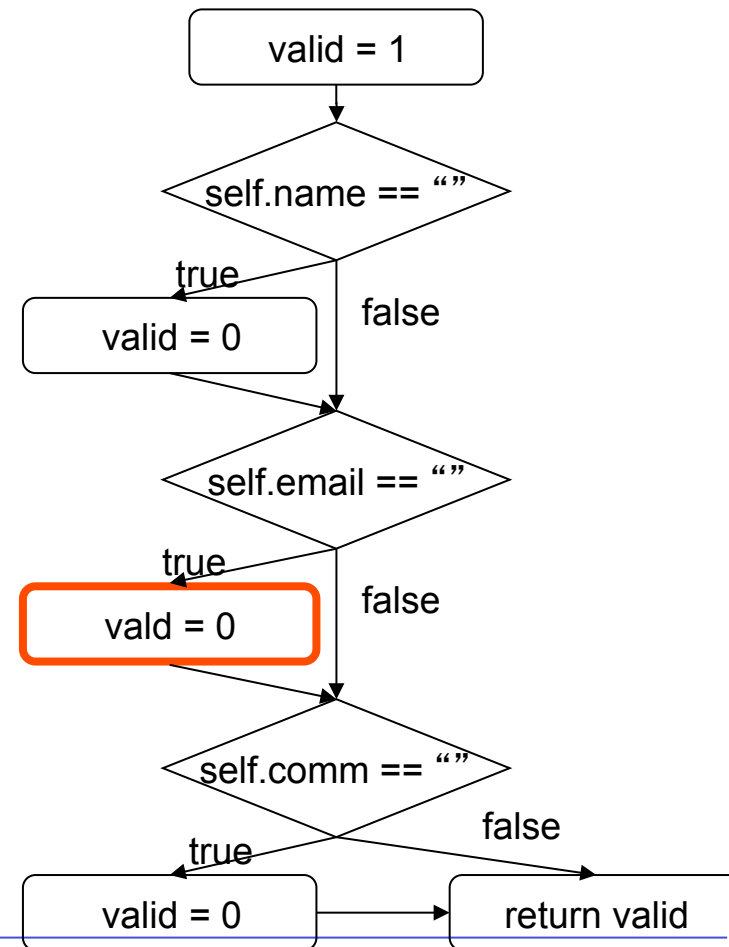 valid = 1
self.name == “”
true
false
valid = 0
self.email == “”
true
false
vald = 0
self.comm == “”
true
false
valid = 0
return valid